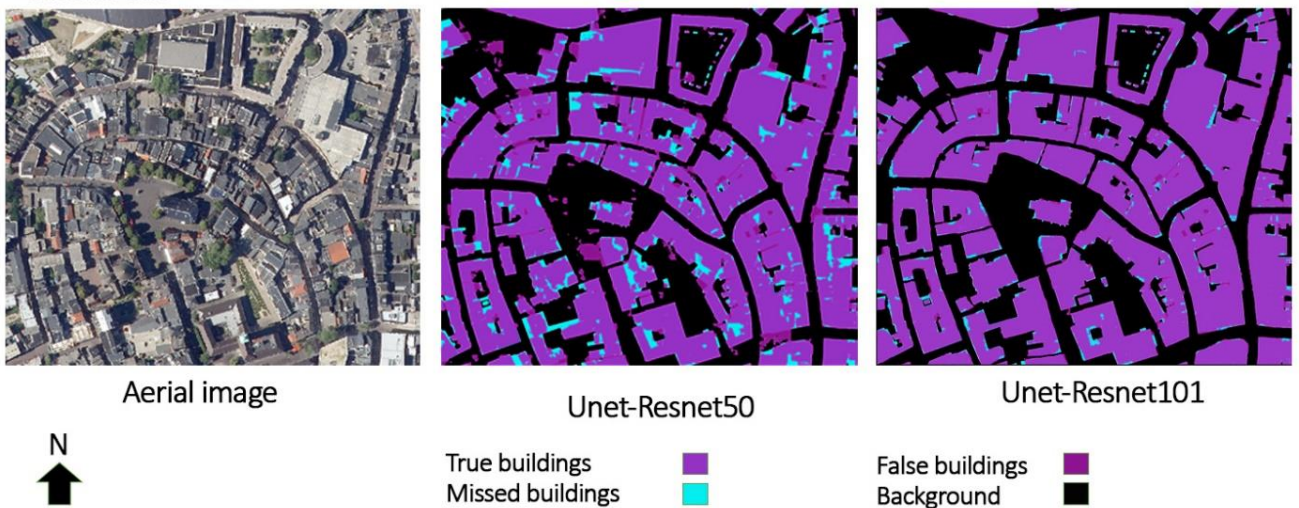 Aerial image
Unet-Resnet50
Unet-Resnet101
N
True buildings
Missed buildings
False buildings
Background